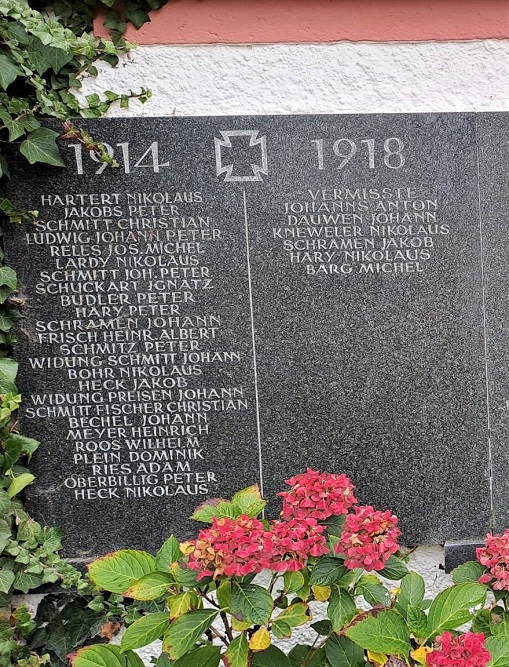 1914 1918
HARTERT NIKOLAUS
JAKOBS PETER
SCHMITT CHRISTIAN
LUDWIG JOHANN PETER
RELES JOS. MICHEL
LARDY NIKOLAUS
SCHMITT JOH. PETER
SCHUCKART JGNATZ
BUDLER PETER
HARY PETER
SCHRAMEN JOHANN
FRISCH HEINR. ALBERT
SCHMITZ PETER
WIDUNG SCHMITT JOHANN
BOHR NIKOLAUS
HECK JAKOB
WIDUNG PREISEN JOHANN
SCHMITT FISCHER CHRISTIAN
BECHEL JOHANN
MEYER HEINRICH
ROOS WILHELM
PLEIN DOMINIK
RIES ADAM
OBERBILLIG PETER
HECK NIKOLAUS
VERMISSTE
JOHANNS ANTON
DAUWEN JOHANN
KNEWELER NIKOLAUS
SCHRAMEN JAKOB
HARY NIKOLAUS
BARG MICHEL